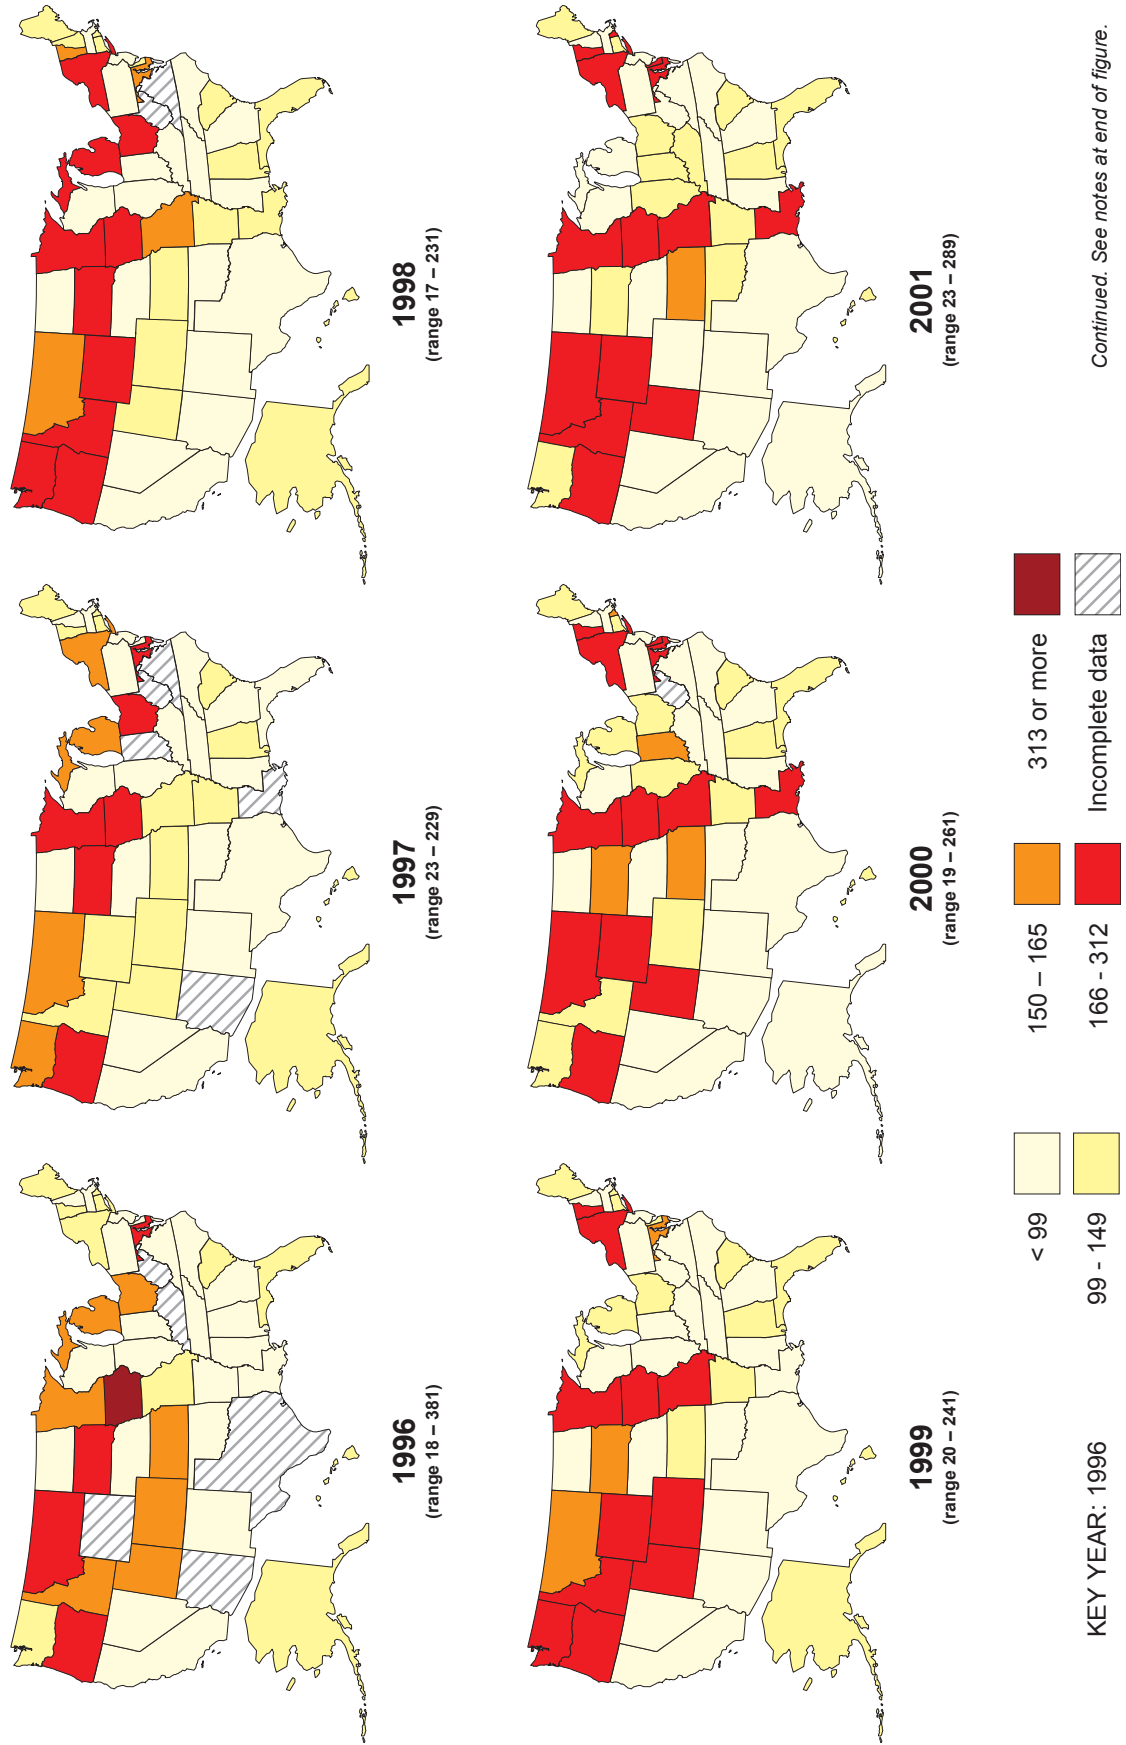 1996
(range 18 – 381)
1997
(range 23 – 229)
1998
(range 17 – 231)
1999
(range 20 – 241)
2000
(range 19 – 261)
2001
(range 23 – 289)
KEY YEAR: 1996
< 99
150 – 165
313 or more
99 - 149
166 - 312
Incomplete data
Continued. See notes at end of figure.